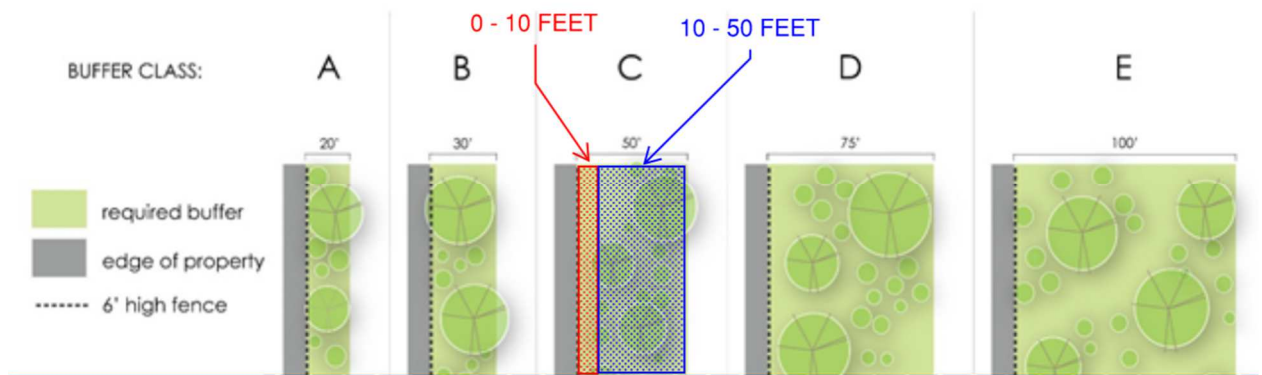 0 - 10 FEET
10 - 50 FEET
BUFFER CLASS:
A
B
C
D
E
20'
30'
50'
75'
100'
required buffer
edge of property
6' high fence